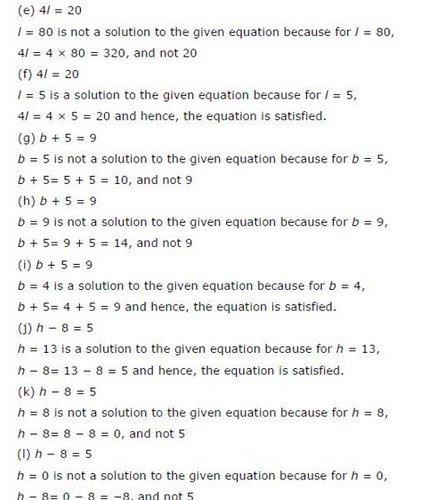 (e) 4l = 20
l = 80 is not a solution to the given equation because for l = 80,
4l = 4 × 80 = 320, and not 20
(f) 4l = 20
l = 5 is a solution to the given equation because for l = 5,
4l = 4 × 5 = 20 and hence, the equation is satisfied.
(g) b + 5 = 9
b = 5 is not a solution to the given equation because for b = 5,
b + 5= 5 + 5 = 10, and not 9
(h) b + 5 = 9
b = 9 is not a solution to the given equation because for b = 9,
b + 5= 9 + 5 = 14, and not 9
(i) b + 5 = 9
b = 4 is a solution to the given equation because for b = 4,
b + 5= 4 + 5 = 9 and hence, the equation is satisfied.
(j) h − 8 = 5
h = 13 is a solution to the given equation because for h = 13,
h − 8= 13 − 8 = 5 and hence, the equation is satisfied.
(k) h − 8 = 5
h = 8 is not a solution to the given equation because for h = 8,
h − 8= 8 − 8 = 0, and not 5
(l) h − 8 = 5
h = 0 is not a solution to the given equation because for h = 0,
h − 8= 0 − 8 = −8, and not 5